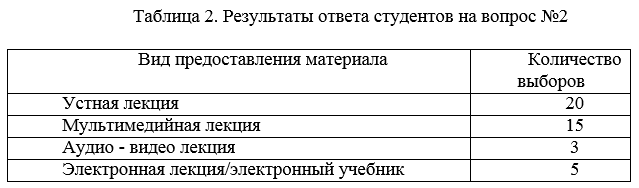 Таблица 2. Результаты ответа студентов на вопрос №2
Вид предоставления материала Количество выборов
Устная лекция 20
Мультимедийная лекция 15
Аудио - видео лекция 3
Электронная лекция/электронный учебник 5